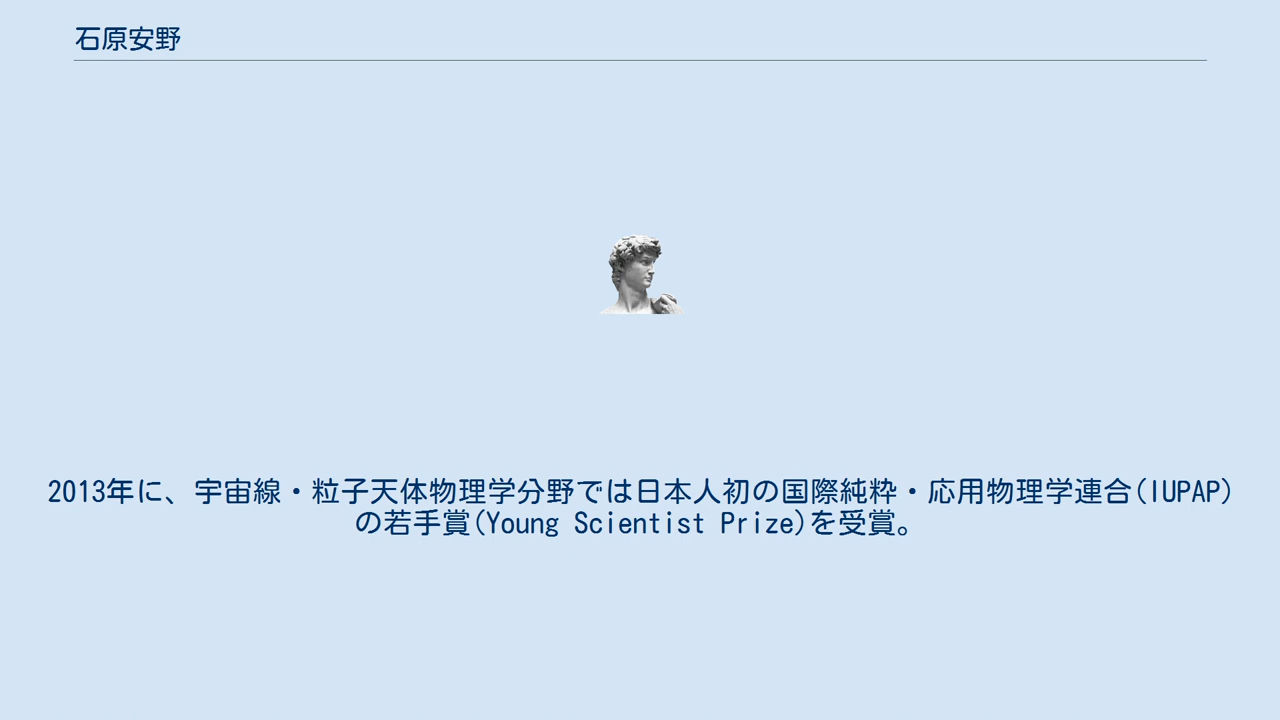 石原安野
2013年に、宇宙線・粒子天体物理学分野では日本人初の国際純粋・応用物理学連合(IUPAP)
の若手賞(Young Scientist Prize)を受賞。